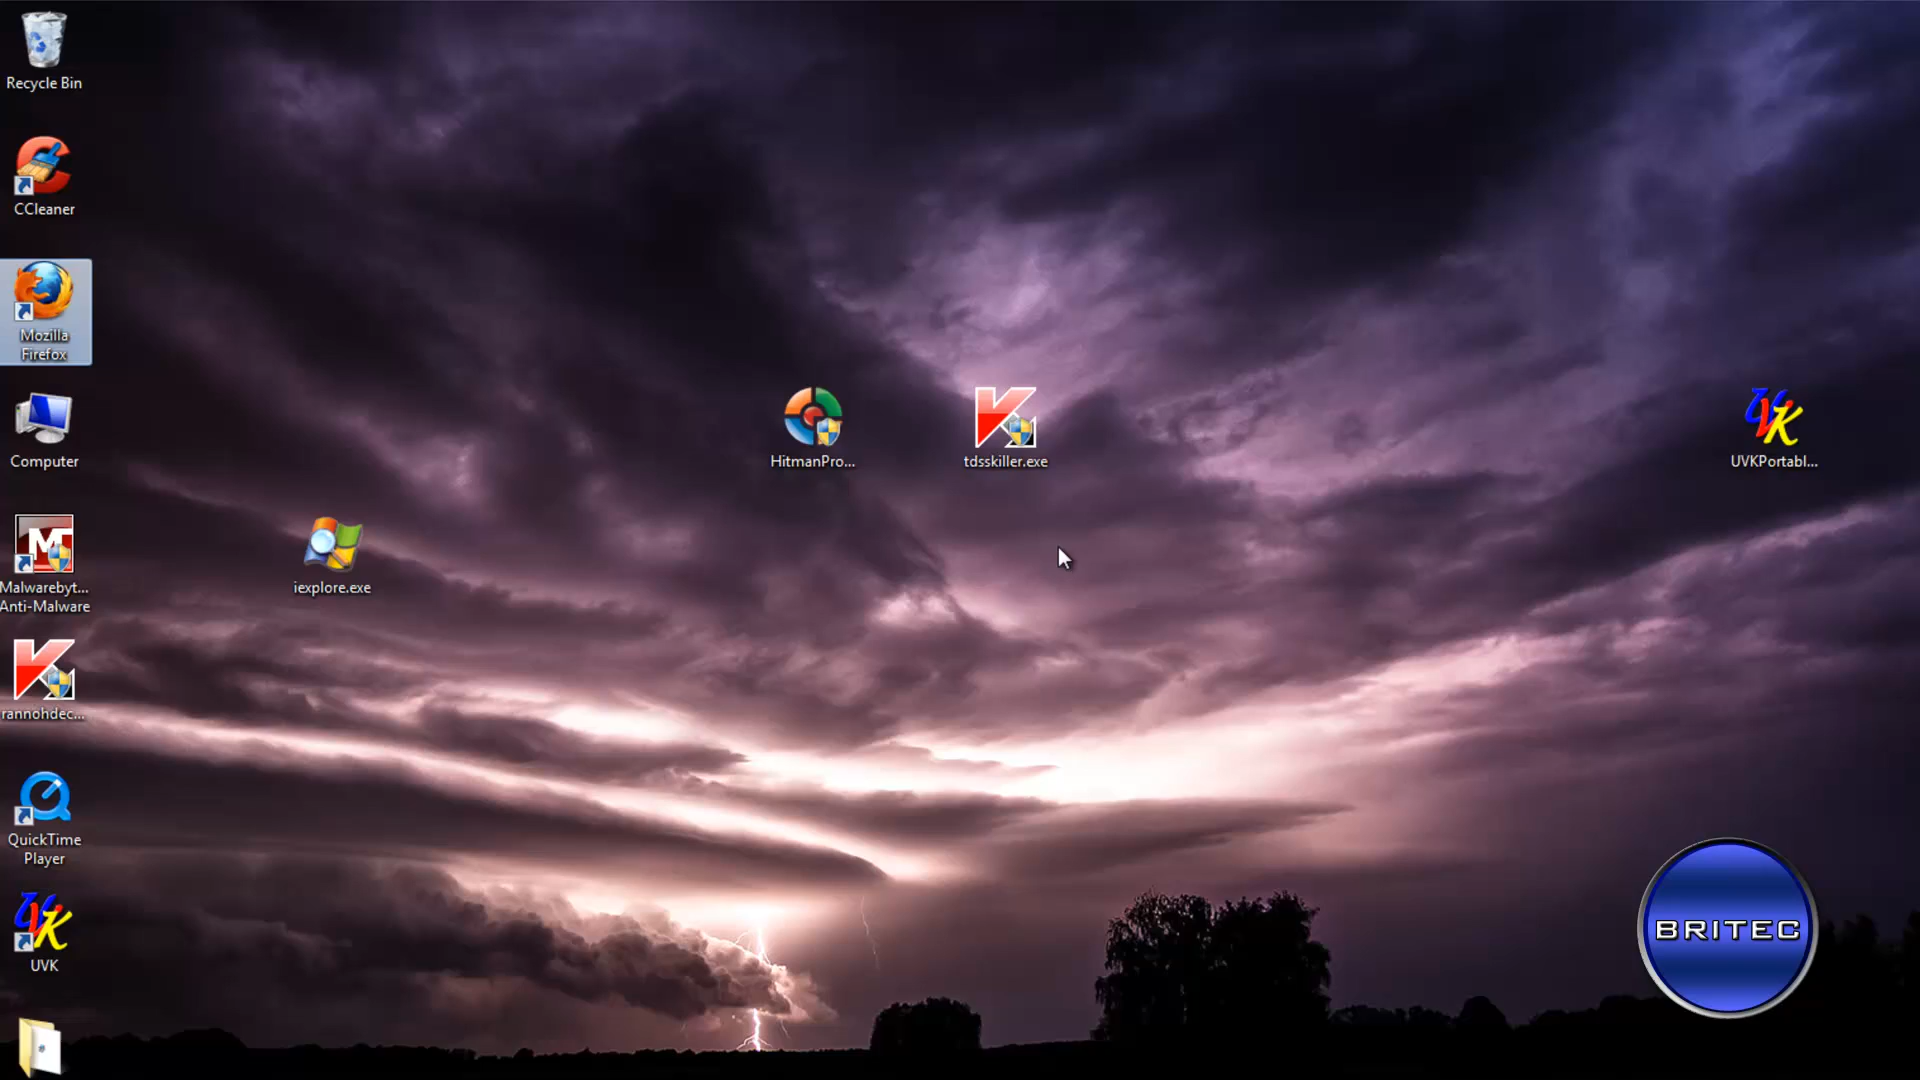 Recycle Bin
CCleaner
Mozilla
Firefox
Computer
Malwarebyt...
Anti-Malware
rannohdec...
QuickTime
Player
UVK
iexplore.exe
HitmanPro...
tdsskiller.exe
UVKPortabl...
BRITEC